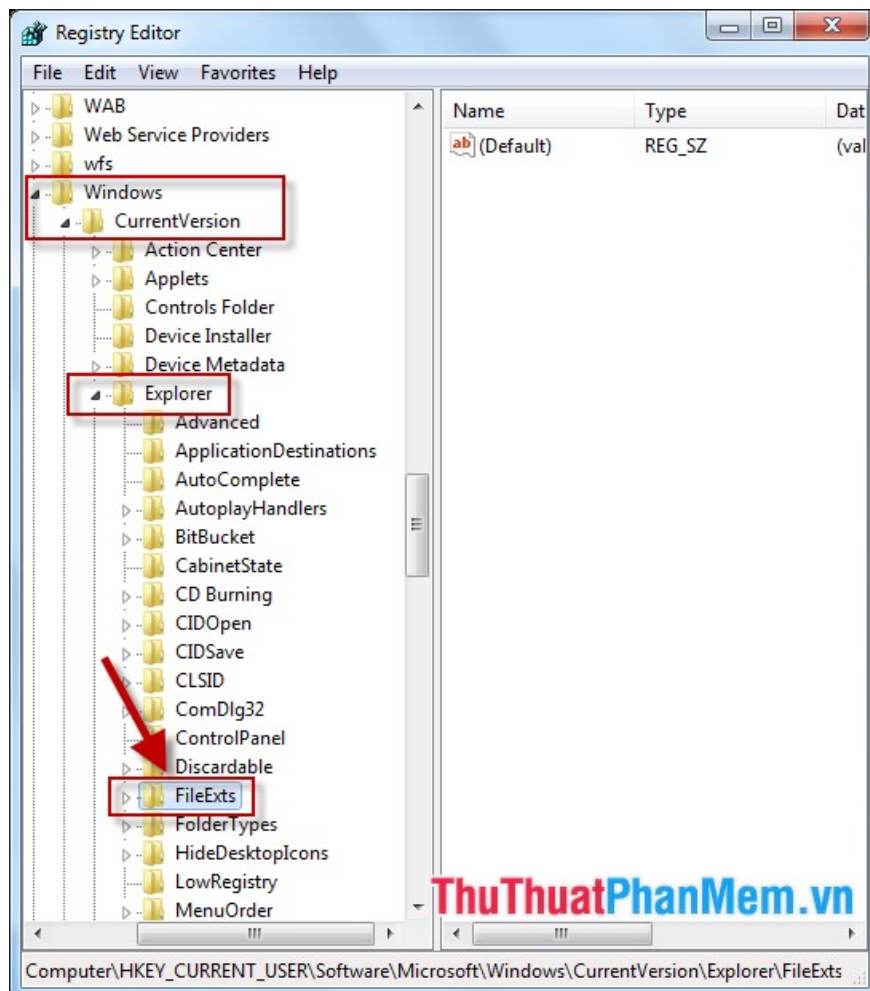 Registry Editor
File Edit View Favorites Help
WAB
Web Service Providers
wfs
Windows
CurrentVersion
Action Center
Applets
Controls Folder
Device Installer
Device Metadata
Explorer
Advanced
ApplicationDestinations
AutoComplete
AutoplayHandlers
BitBucket
CabinetState
CD Burning
CIDOpen
CIDSave
CLSID
ComDlg32
ControlPanel
Discardable
FileExts
FolderTypes
HideDesktopIcons
LowRegistry
MenuOrder
Name Type Dat
ab (Default) REG_SZ (val
ThuThuatPhanMem.vn
Computer\HKEY_CURRENT_USER\Software\Microsoft\Windows\CurrentVersion\Explorer\FileExts